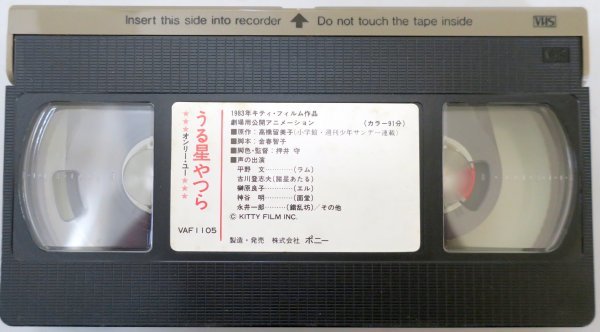 Insert this side into recorder ↑ Do not touch the tape inside
VHS
うる星やつら
★★★オンリー・ユー★★★
VAF1105
1983年キティ・フィルム作品
劇場用公開アニメーション (カラー91分)
■原作:高橋留美子(小学館・週刊少年サンデー連載)
■脚本:金春智子
■脚色・監督:押井 守
■声の出演
平野 文…………(ラム)
古川登志夫(諸星あたる)
榊原良子…………(エル)
神谷 明…………(面堂)
永井一郎………(錯乱坊)/その他
© KITTY FILM INC.
製造・発売 株式会社 ポニー